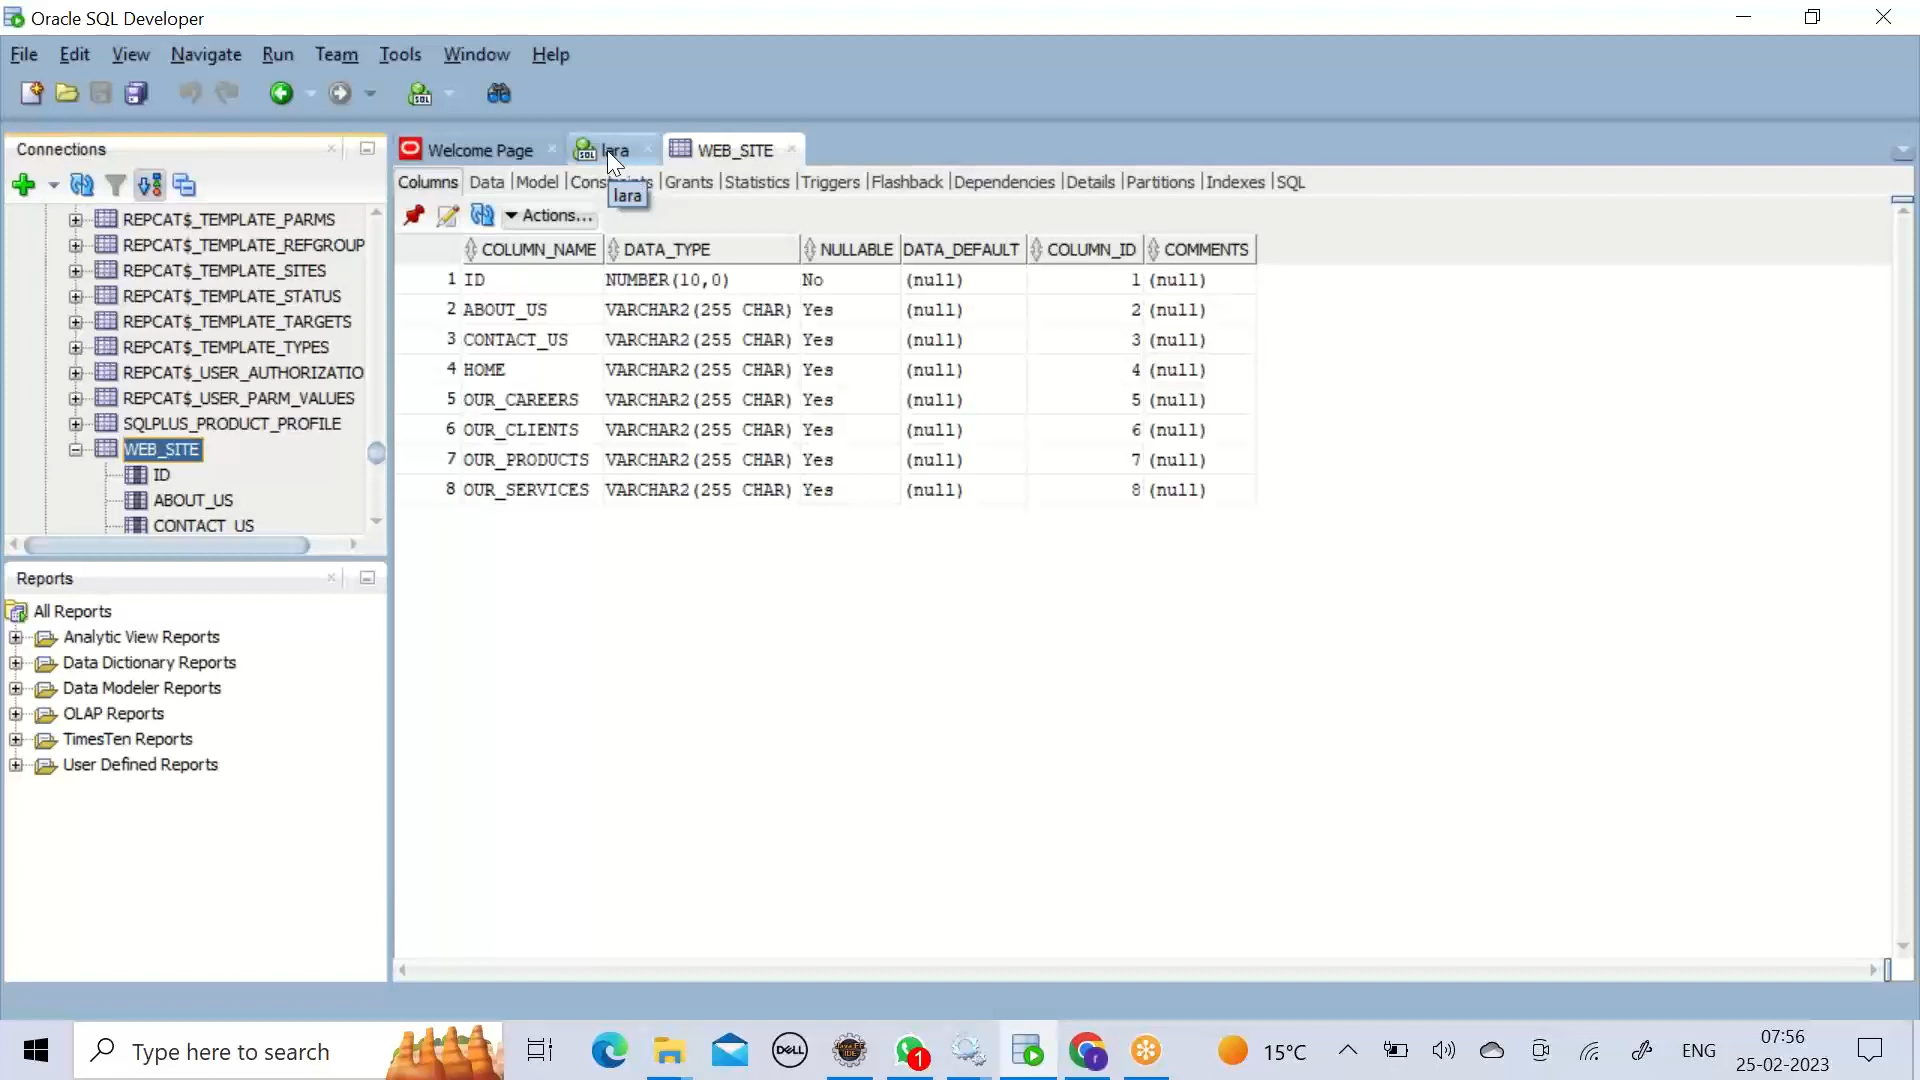 Oracle SQL Developer
File Edit View Navigate Run Team Tools Window Help
Connections
REPCAT$_TEMPLATE_PARMS
REPCAT$_TEMPLATE_REFGROUP
REPCAT$_TEMPLATE_SITES
REPCAT$_TEMPLATE_STATUS
REPCAT$_TEMPLATE_TARGETS
REPCAT$_TEMPLATE_TYPES
REPCAT$_USER_AUTHORIZATIO
REPCAT$_USER_PARM_VALUES
SQLPLUS_PRODUCT_PROFILE
WEB_SITE
ID
ABOUT_US
CONTACT_US
Reports
All Reports
Analytic View Reports
Data Dictionary Reports
Data Modeler Reports
OLAP Reports
TimesTen Reports
User Defined Reports
Welcome Page lara WEB_SITE
Columns Data Model Constraints Grants Statistics Triggers Flashback Dependencies Details Partitions Indexes SQL
lara
Actions...
COLUMN_NAME DATA_TYPE NULLABLE DATA_DEFAULT COLUMN_ID COMMENTS
1 ID NUMBER(10,0) No (null) 1 (null)
2 ABOUT_US VARCHAR2(255 CHAR) Yes (null) 2 (null)
3 CONTACT_US VARCHAR2(255 CHAR) Yes (null) 3 (null)
4 HOME VARCHAR2(255 CHAR) Yes (null) 4 (null)
5 OUR_CAREERS VARCHAR2(255 CHAR) Yes (null) 5 (null)
6 OUR_CLIENTS VARCHAR2(255 CHAR) Yes (null) 6 (null)
7 OUR_PRODUCTS VARCHAR2(255 CHAR) Yes (null) 7 (null)
8 OUR_SERVICES VARCHAR2(255 CHAR) Yes (null) 8 (null)
Type here to search
DELL
1
15°C
ENG
07:56
25-02-2023